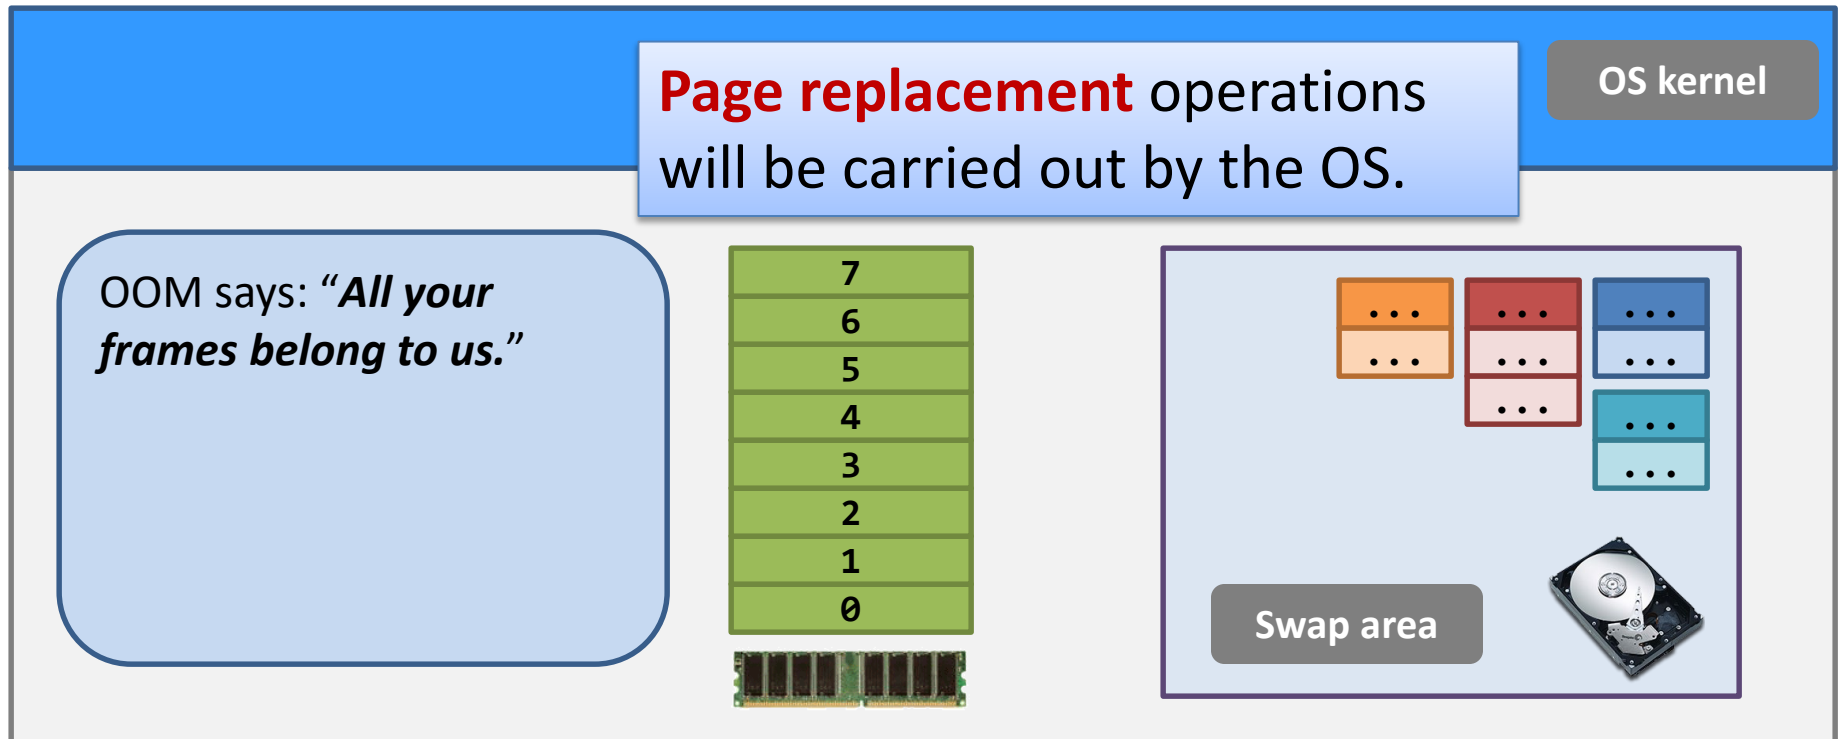 Page replacement operations
will be carried out by the OS.
OS kernel
OOM says: “All your
frames belong to us.”
7
6
5
4
3
2
1
0
... ... ...
... ... ...
...
...
...
Swap area